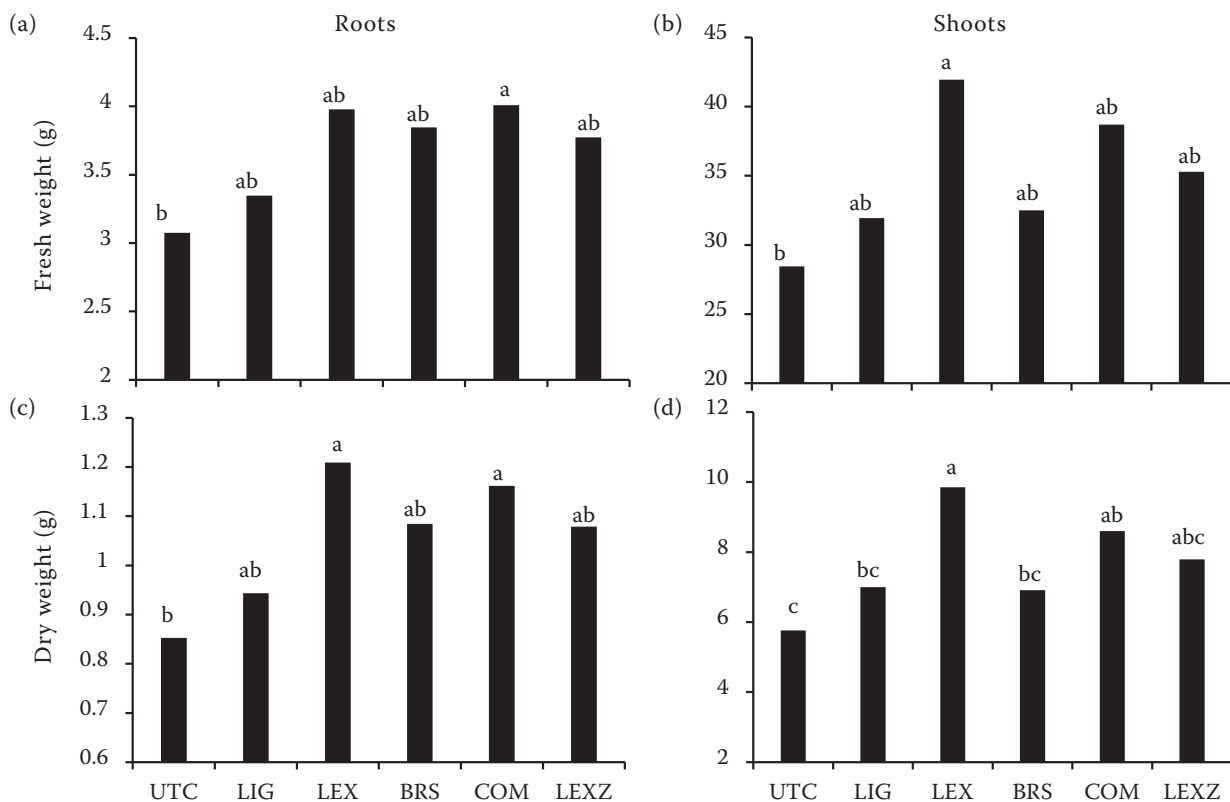 (a) Roots
Fresh weight (g)
4.5
4
3.5
3
2.5
2
b
ab
ab
ab
a
ab
(b) Shoots
45
40
35
30
25
20
b
ab
a
ab
ab
ab
(c)
Dry weight (g)
1.3
1.2
1.1
1
0.9
0.8
0.7
0.6
b
ab
a
ab
a
ab
UTC LIG LEX BRS COM LEXZ
(d)
12
10
8
6
4
2
c
bc
a
bc
ab
abc
UTC LIG LEX BRS COM LEXZ